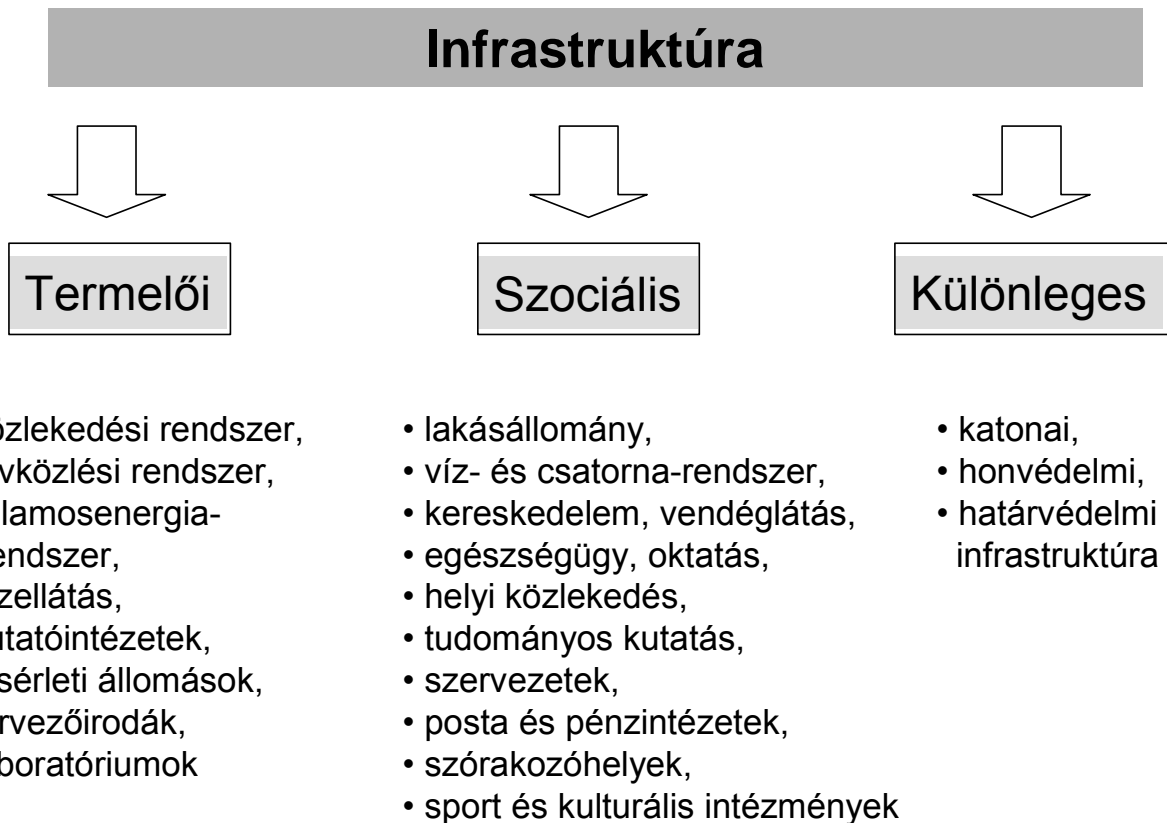 Infrastruktúra
Termelői
Szociális
Különleges
özlekedési rendszer,
vközlési rendszer,
lamosenergia-
endszer,
zellátás,
utatóintézetek,
sérleti állomások,
rvezőirodák,
boratóriumok
• lakásállomány,
• víz- és csatorna-rendszer,
• kereskedelem, vendéglátás,
• egészségügy, oktatás,
• helyi közlekedés,
• tudományos kutatás,
• szervezetek,
• posta és pénzintézetek,
• szórakozóhelyek,
• sport és kulturális intézmények
• katonai,
• honvédelmi,
• határvédelmi
infrastruktúra